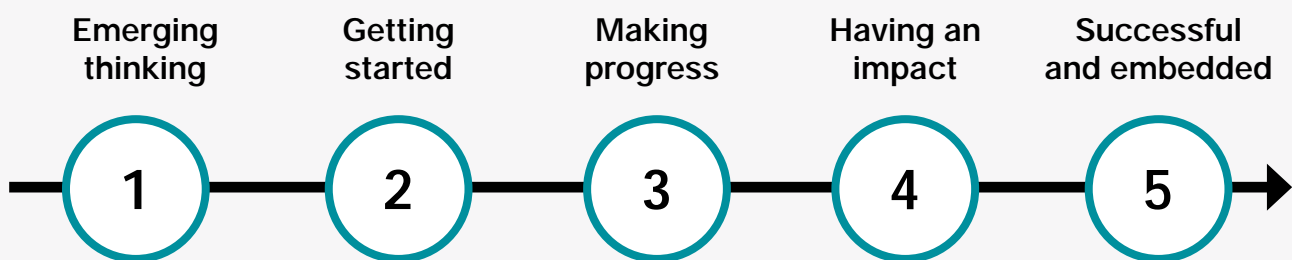 Emerging
thinking
Getting
started
Making
progress
Having an
impact
Successful
and embedded
1
2
3
4
5